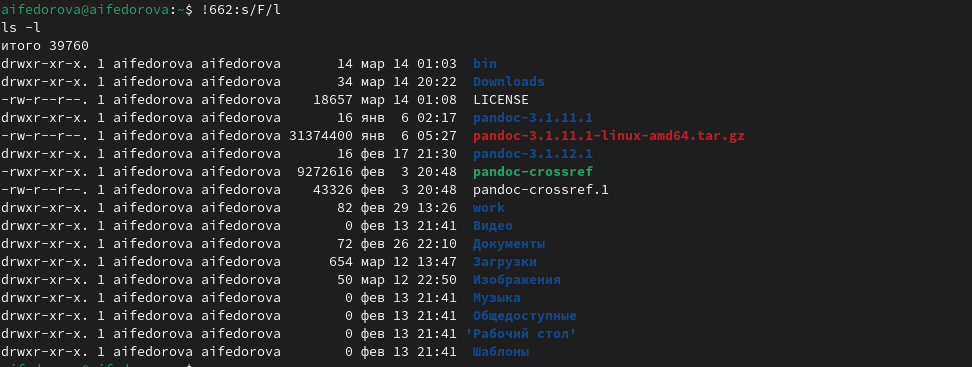 aifedorova@aifedorova:~$ !662:s/F/l
ls -l
итого 39760
drwxr-xr-x. 1 aifedorova aifedorova       14 мар 14 01:03  bin
drwxr-xr-x. 1 aifedorova aifedorova       34 мар 14 20:22  Downloads
-rw-r--r--. 1 aifedorova aifedorova    18657 мар 14 01:08  LICENSE
drwxr-xr-x. 1 aifedorova aifedorova       16 янв  6 02:17  pandoc-3.1.11.1
-rw-r--r--. 1 aifedorova aifedorova 31374400 янв  6 05:27  pandoc-3.1.11.1-linux-amd64.tar.gz
drwxr-xr-x. 1 aifedorova aifedorova       16 фев 17 21:30  pandoc-3.1.12.1
-rwxr-xr-x. 1 aifedorova aifedorova  9272616 фев  3 20:48  pandoc-crossref
-rw-r--r--. 1 aifedorova aifedorova    43326 фев  3 20:48  pandoc-crossref.1
drwxr-xr-x. 1 aifedorova aifedorova       82 фев 29 13:26  work
drwxr-xr-x. 1 aifedorova aifedorova        0 фев 13 21:41  Видео
drwxr-xr-x. 1 aifedorova aifedorova       72 фев 26 22:10  Документы
drwxr-xr-x. 1 aifedorova aifedorova      654 мар 12 13:47  Загрузки
drwxr-xr-x. 1 aifedorova aifedorova       50 мар 12 22:50  Изображения
drwxr-xr-x. 1 aifedorova aifedorova        0 фев 13 21:41  Музыка
drwxr-xr-x. 1 aifedorova aifedorova        0 фев 13 21:41  Общедоступные
drwxr-xr-x. 1 aifedorova aifedorova        0 фев 13 21:41 'Рабочий стол'
drwxr-xr-x. 1 aifedorova aifedorova        0 фев 13 21:41  Шаблоны